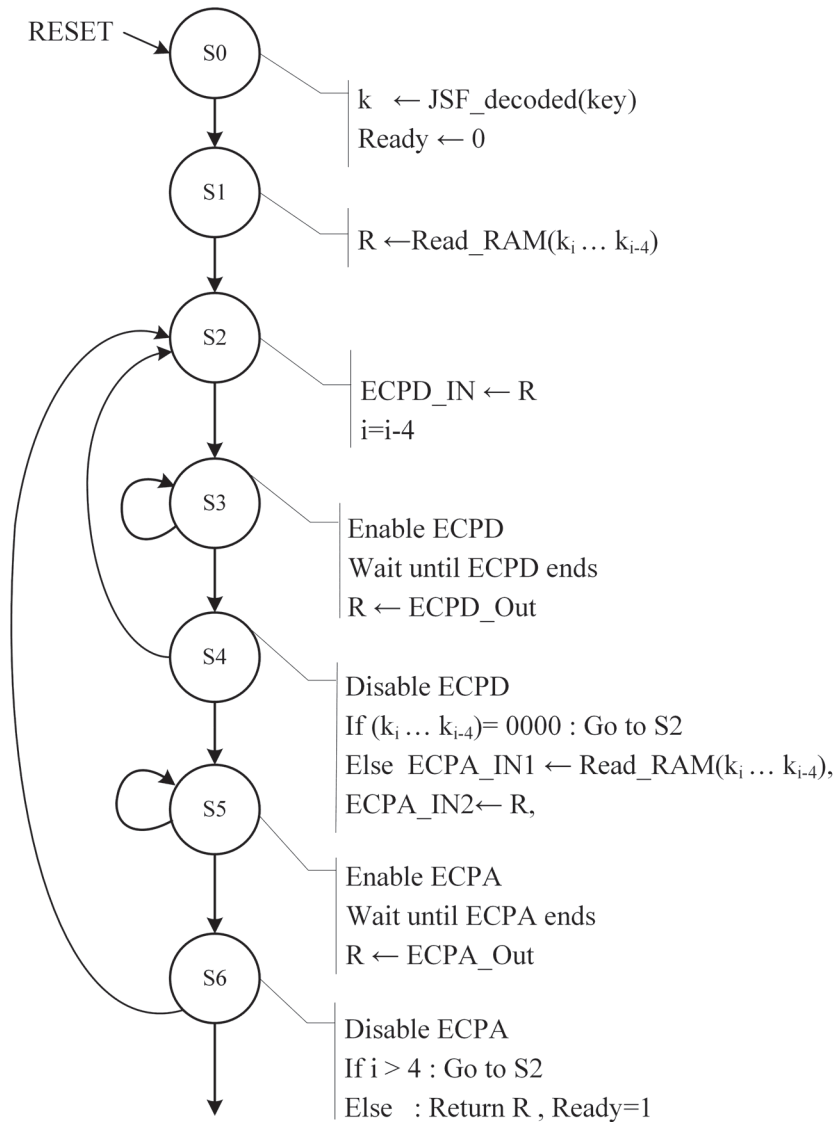 RESET
S0
k ← JSF_decoded(key)
Ready ← 0
S1
R ←Read_RAM(kᵢ … kᵢ₋₄)
S2
ECPD_IN ← R
i=i-4
S3
Enable ECPD
Wait until ECPD ends
R ← ECPD_Out
S4
Disable ECPD
If (kᵢ … kᵢ₋₄)= 0000 : Go to S2
Else ECPA_IN1 ← Read_RAM(kᵢ … kᵢ₋₄),
ECPA_IN2← R,
S5
Enable ECPA
Wait until ECPA ends
R ← ECPA_Out
S6
Disable ECPA
If i > 4 : Go to S2
Else : Return R , Ready=1